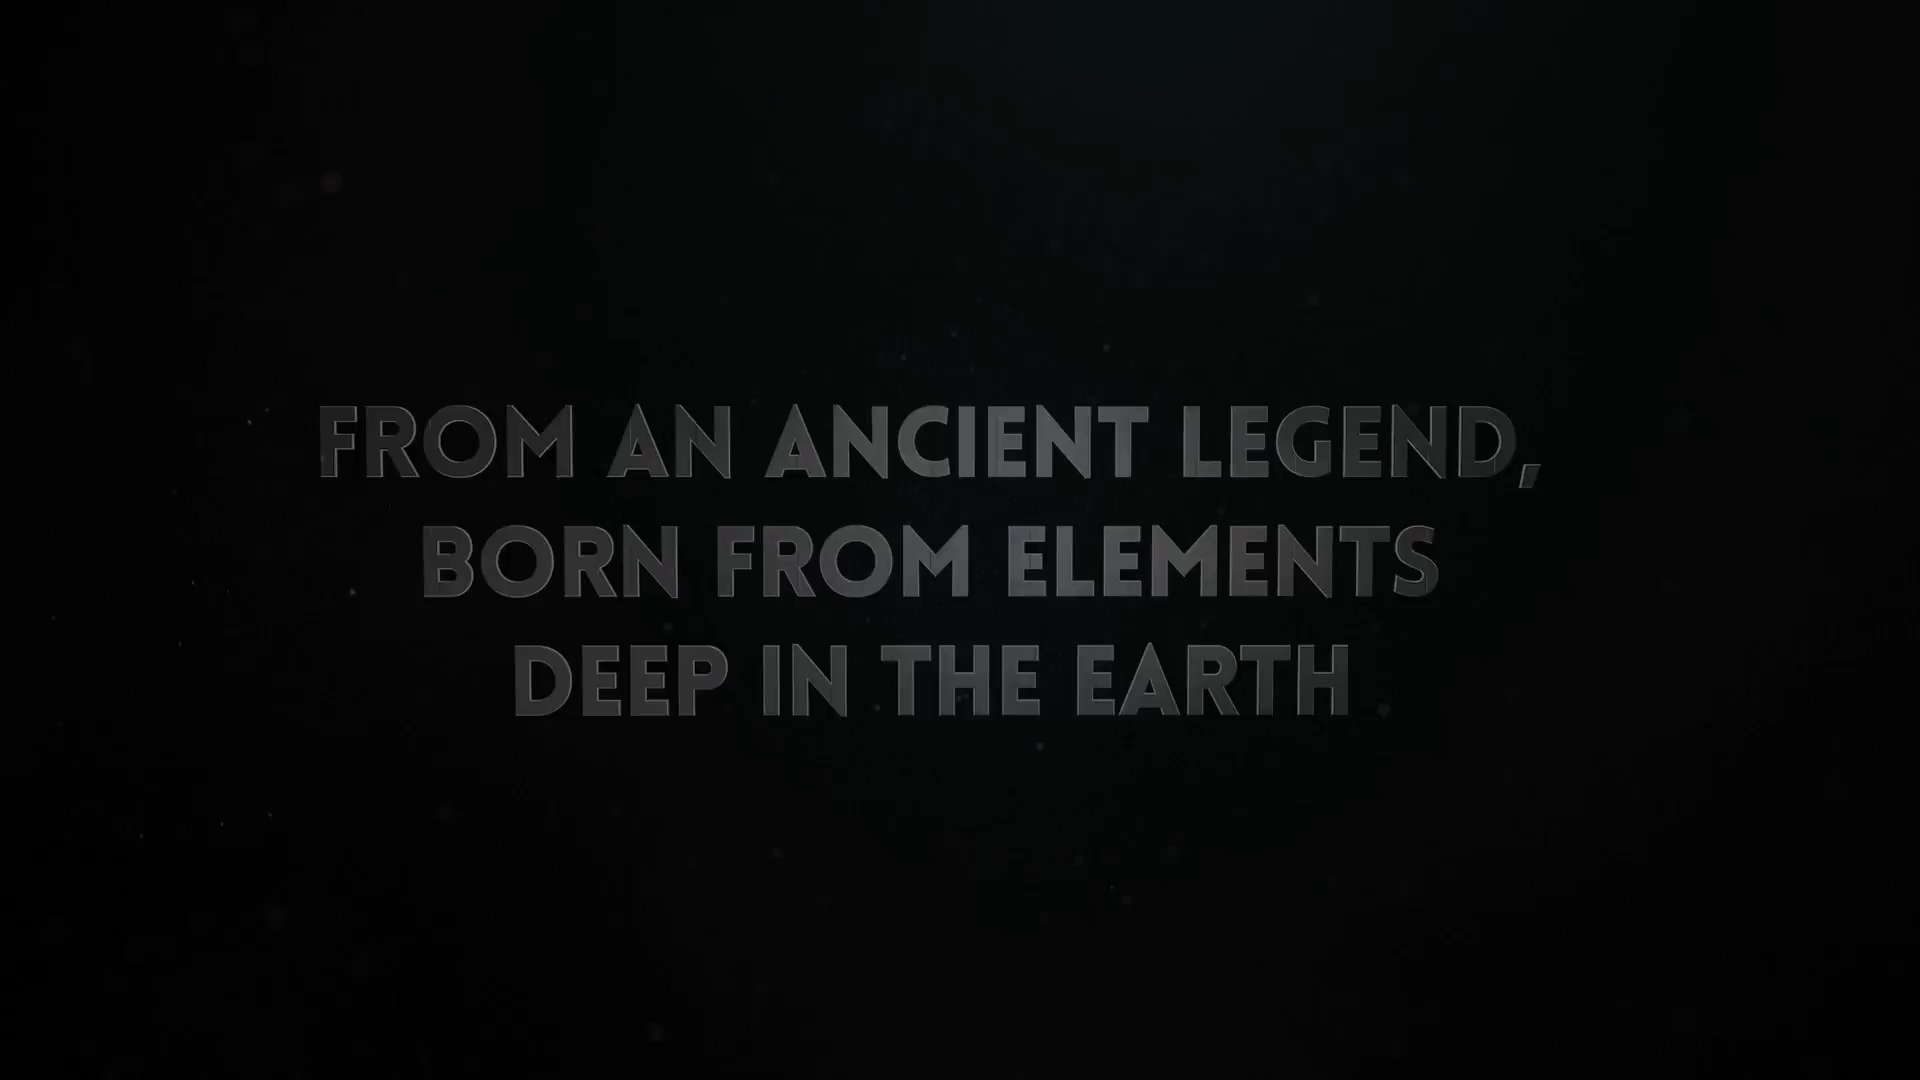 FROM AN ANCIENT LEGEND,
BORN FROM ELEMENTS
DEEP IN THE EARTH